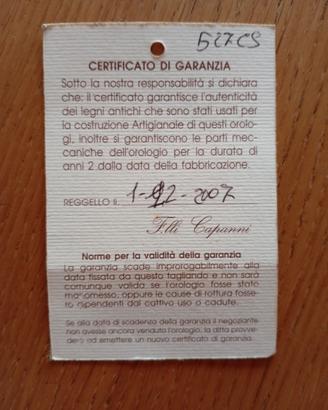 527CS
CERTIFICATO DI GARANZIA
Sotto la nostra responsabilità si dichiara
che: il certificato garantisce l'autenticità
dei legni antichi che sono stati usati per
la costruzione Artigianale di questi orolo-
gi, inoltre si garantiscono le parti mec-
caniche dell'orologio per la durata di
anni 2 dalla data della fabbricazione.
REGGELLO lì, 1-12-2007
F.lli Capanni
Norme per la validità della garanzia
La garanzia scade improrogabilmente alla
data fissata da questo tagliando e non sarà
comunque valida se l'orologio fosse stato
manomesso, oppure le cause di rottura fosse-
ro dipendenti dal cattivo uso o cadute.
Se alla data di scadenza della garanzia il negoziante
non avesse ancora venduto l'orologio, la ditta provve-
derà ad emettere un nuovo certificato di garanzia.